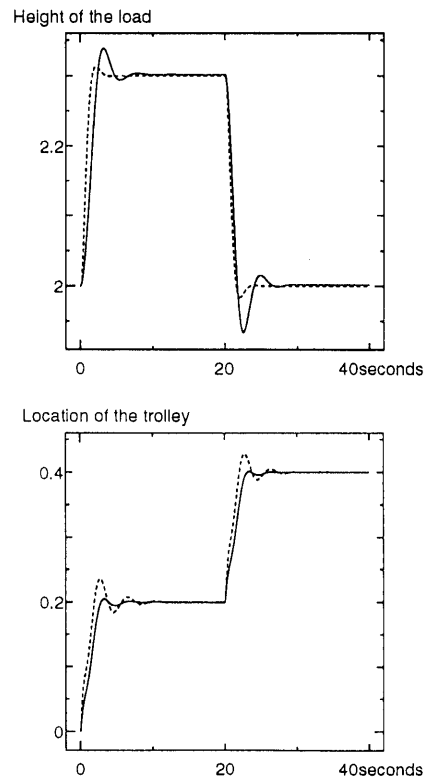 Height of the load
2.2
2
0 20 40seconds
Location of the trolley
0.4
0.2
0
0 20 40seconds